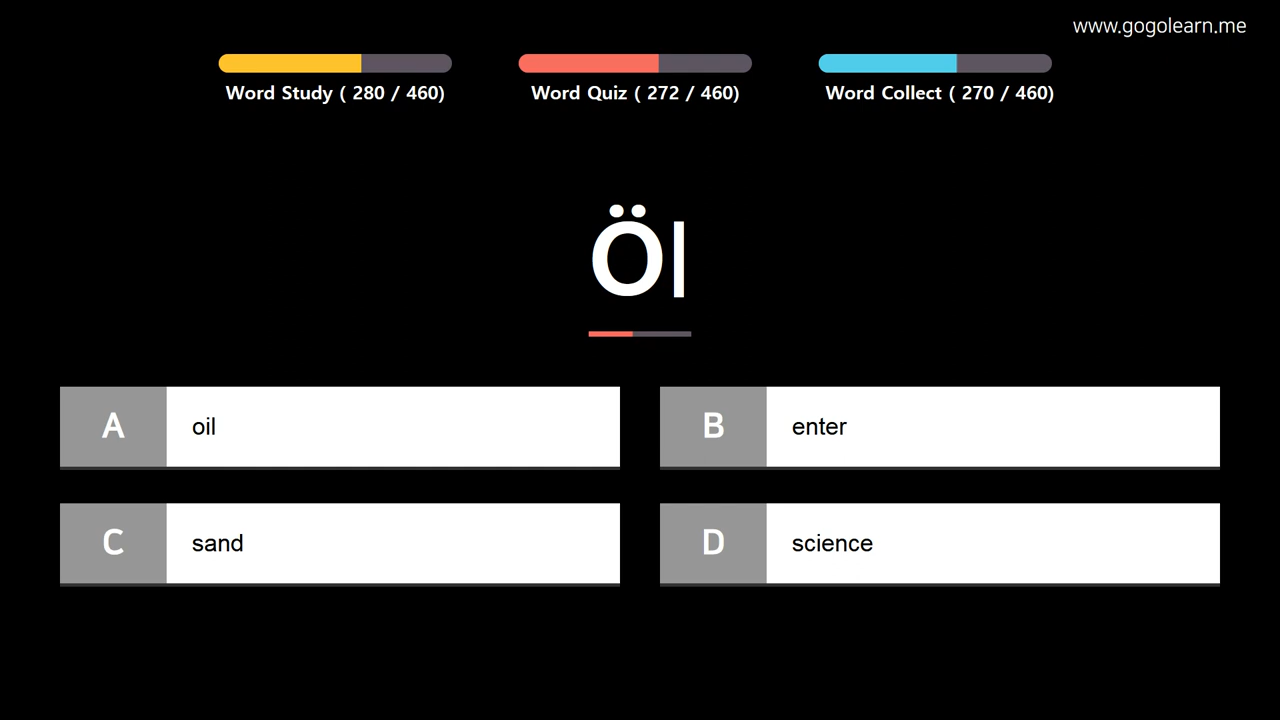 www.gogolearn.me
Word Study ( 280 / 460)
Word Quiz ( 272 / 460)
Word Collect ( 270 / 460)
Öl
A oil
B enter
C sand
D science